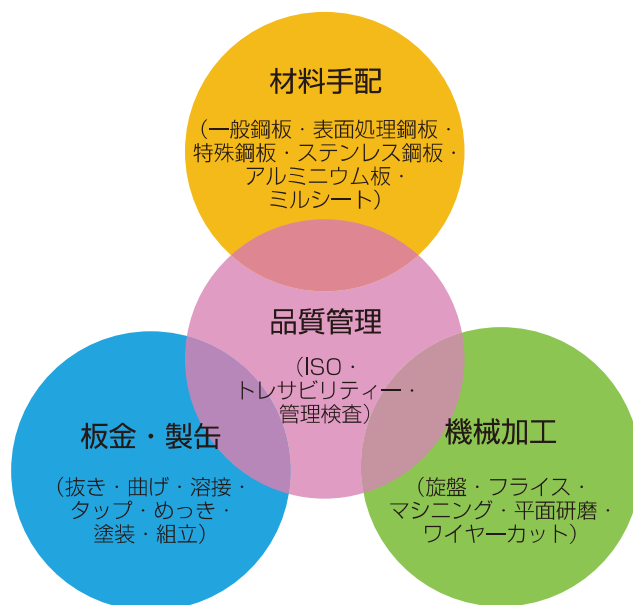 材料手配
（一般鋼板・表面処理鋼板・
特殊鋼板・ステンレス鋼板・
アルミニウム板・
ミルシート）
品質管理
（ISO・
トレサビリティー・
管理検査）
板金・製缶
（抜き・曲げ・溶接・
タップ・めっき・
塗装・組立）
機械加工
（旋盤・フライス・
マシニング・平面研磨・
ワイヤーカット）